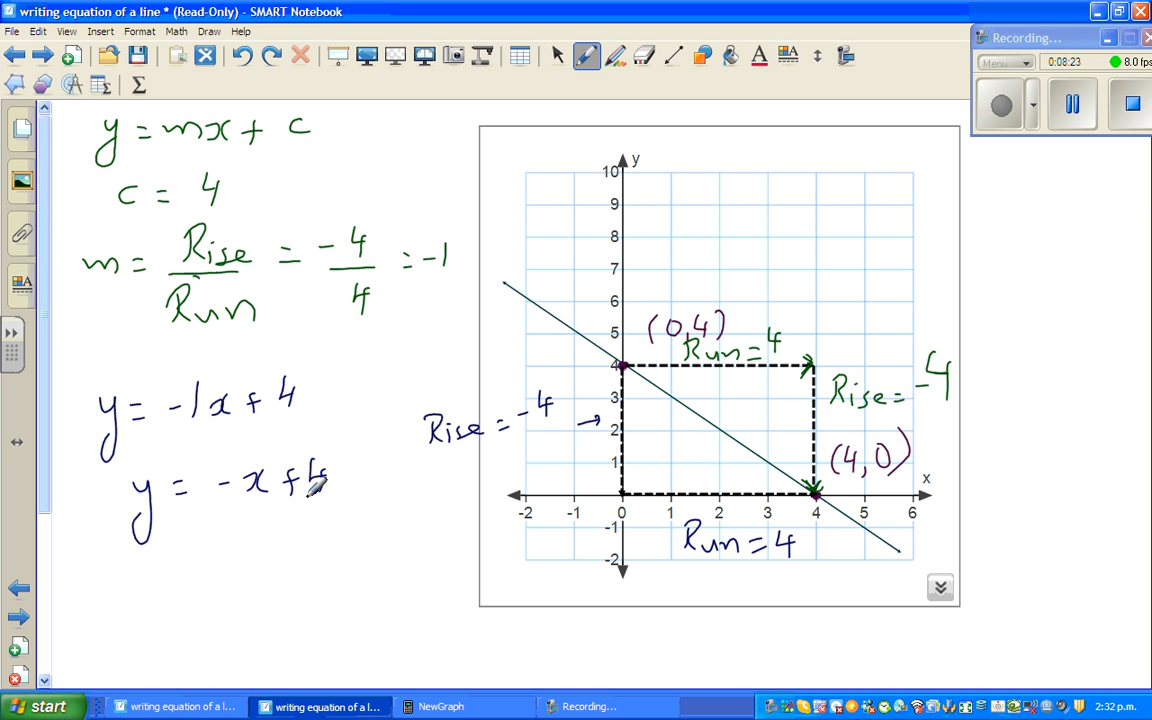 writing equation of a line * (Read-Only) - SMART Notebook
File Edit View Insert Format Math Draw Help
Recording...
Menu 0:08:23 8.0 fps
y = mx + c
c = 4
m = Rise / Run = -4 / 4 = -1
y = -1x + 4
y = -x + 4
y
10
9
8
7
6
5
4
3
2
1
-1
-2
x
-2 -1 0 1 2 3 4 5 6
(0,4)
Run = 4
Rise = -4
Rise = -4 →
(4,0)
Run = 4
start writing equation of a l... writing equation of a l... NewGraph Recording... 2:32 p.m.